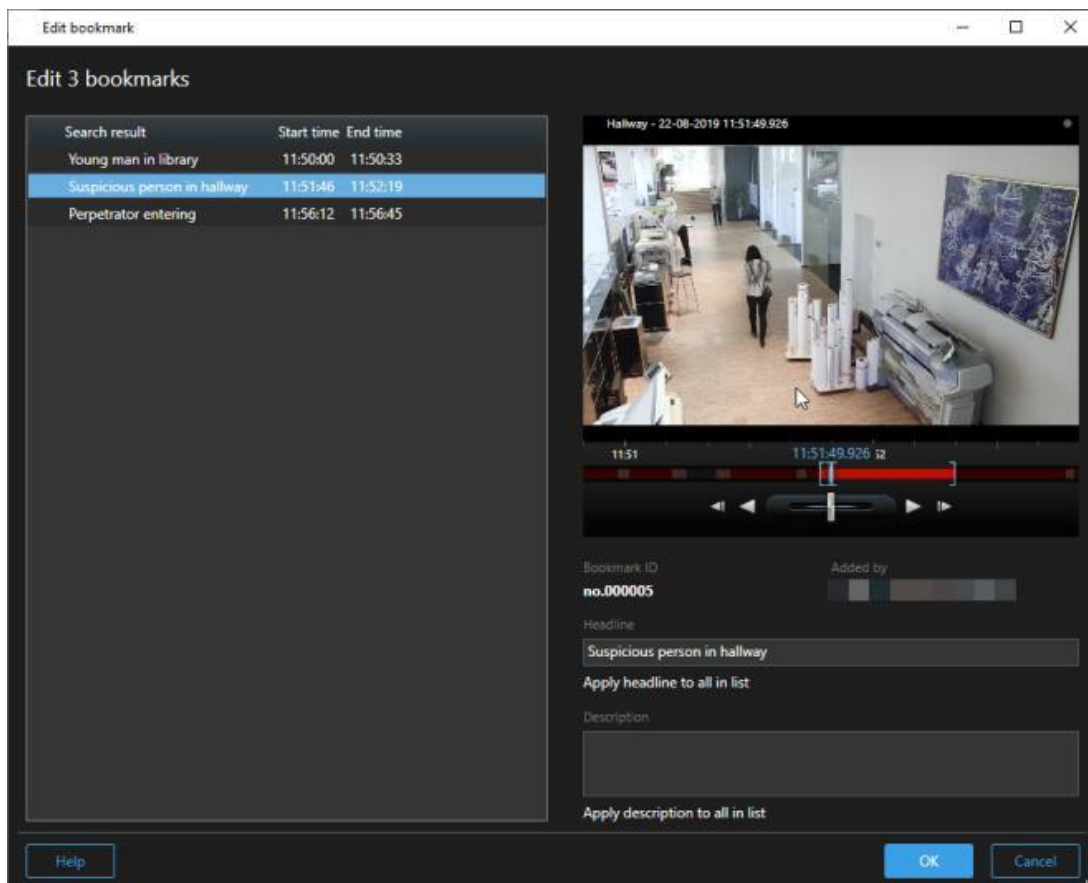 Edit bookmark
Edit 3 bookmarks
Search result Start time End time
Young man in library 11:50:00 11:50:33
Suspicious person in hallway 11:51:46 11:52:19
Perpetrator entering 11:56:12 11:56:45
Hallway - 22-08-2019 11:51:49.926
11:51 11:51:49.926 52
Bookmark ID Added by
no.000005
Headline
Suspicious person in hallway
Apply headline to all in list
Description
Apply description to all in list
Help OK Cancel